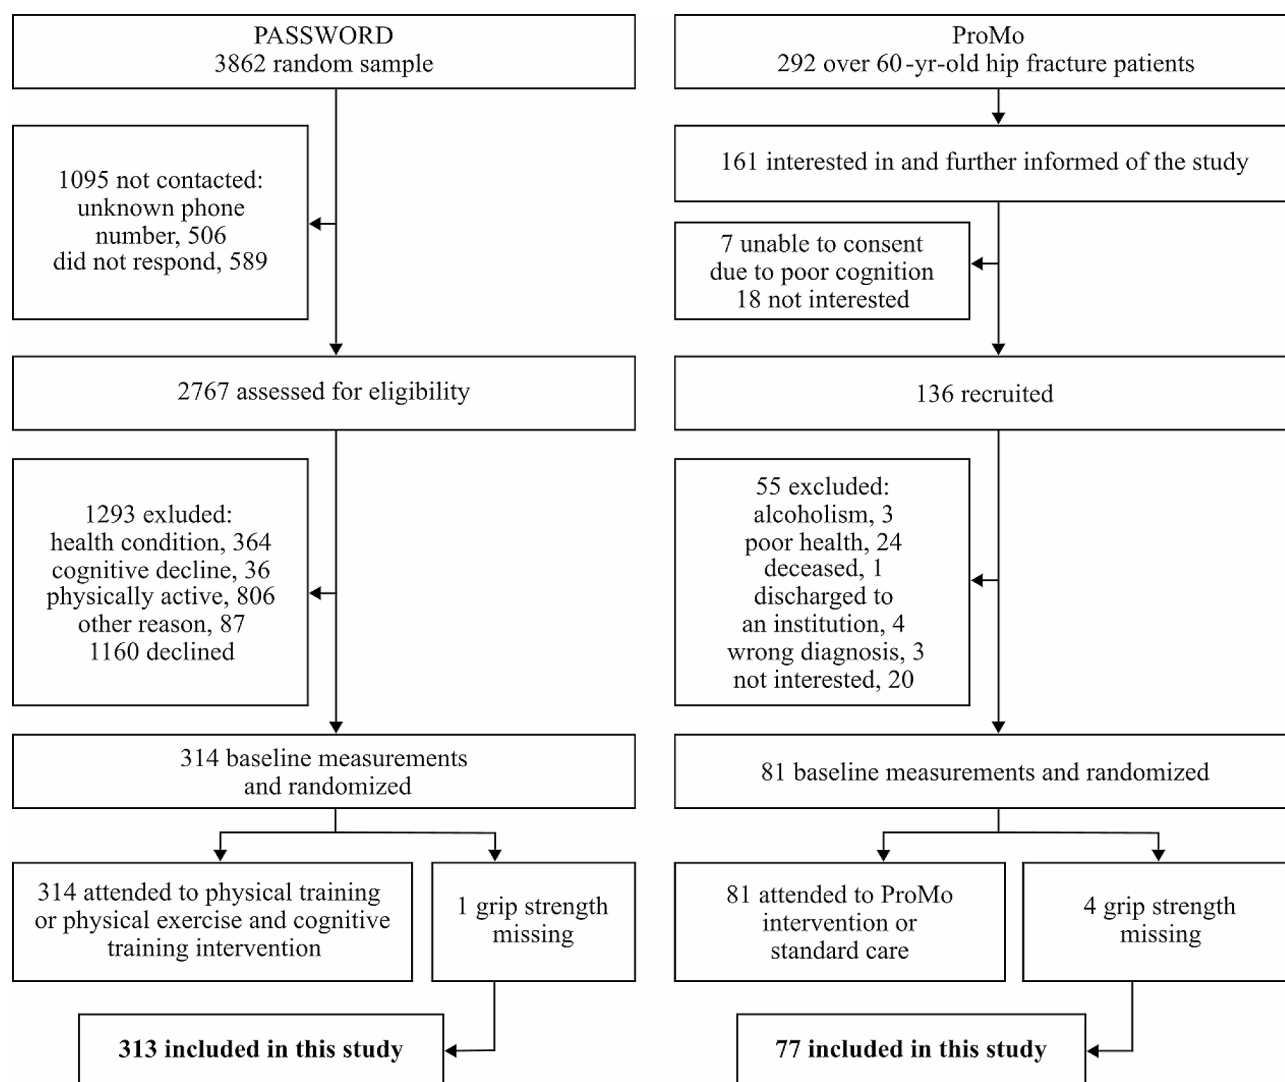 PASSWORD
3862 random sample
1095 not contacted:
unknown phone
number, 506
did not respond, 589
2767 assessed for eligibility
1293 exluded:
health condition, 364
cognitive decline, 36
physically active, 806
other reason, 87
1160 declined
314 baseline measurements
and randomized
314 attended to physical training
or physical exercise and cognitive
training intervention
1 grip strength
missing
313 included in this study
ProMo
292 over 60-yr-old hip fracture patients
161 interested in and further informed of the study
7 unable to consent
due to poor cognition
18 not interested
136 recruited
55 excluded:
alcoholism, 3
poor health, 24
deceased, 1
discharged to
an institution, 4
wrong diagnosis, 3
not interested, 20
81 baseline measurements and randomized
81 attended to ProMo
intervention or
standard care
4 grip strength
missing
77 included in this study